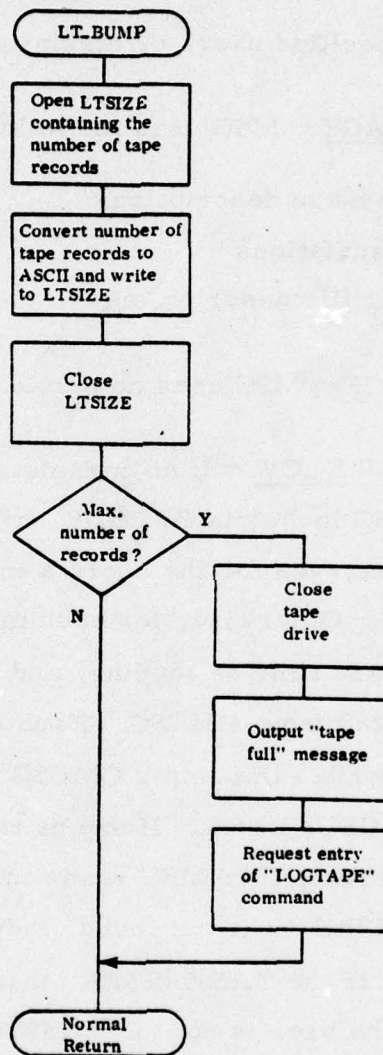 LT_BUMP
Open LTSIZE
containing the
number of tape
records
Convert number of
tape records to
ASCII and write
to LTSIZE
Close
LTSIZE
Max.
number of
records?
Y
N
Close
tape
drive
Output "tape
full" message
Request entry
of "LOGTAPE"
command
Normal
Return